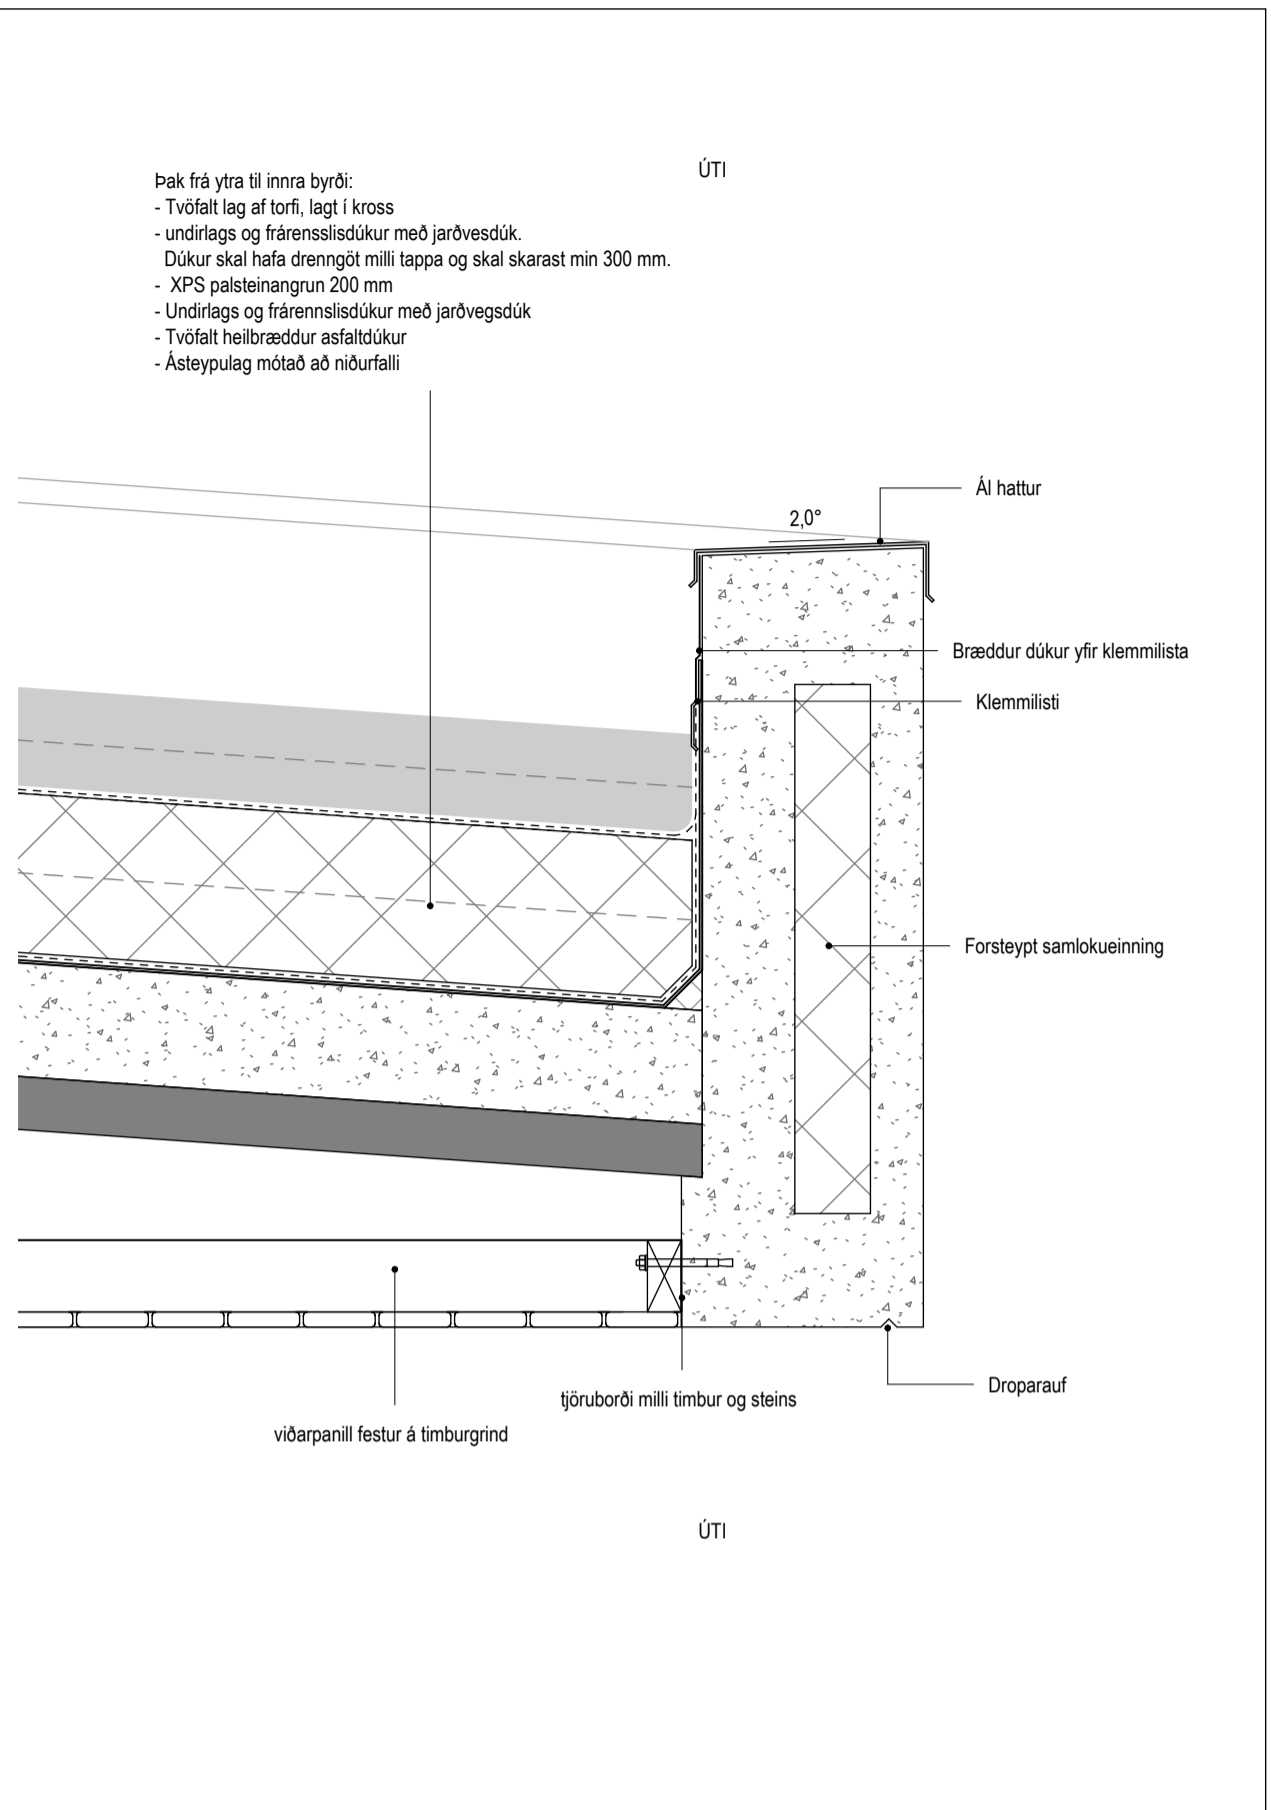 ÚTI
Þak frá ytra til innra byrði:
- Tvöfalt lag af torfi, lagt í kross
- undirlags og frárensslisdúkur með jarðvesdúk.
Dúkur skal hafa drenngöt milli tappa og skal skarast min 300 mm.
- XPS palsteinangrun 200 mm
- Undirlags og frárennslisdúkur með jarðvegsdúk
- Tvöfalt heilbræddur asfaltdúkur
- Ásteypulag mótað að niðurfalli
Ál hattur
2,0°
Bræddur dúkur yfir klemmilista
Klemmilisti
Forsteypt samlokueinning
Droparauf
tjöruborði milli timbur og steins
viðarpanill festur á timburgrind
ÚTI